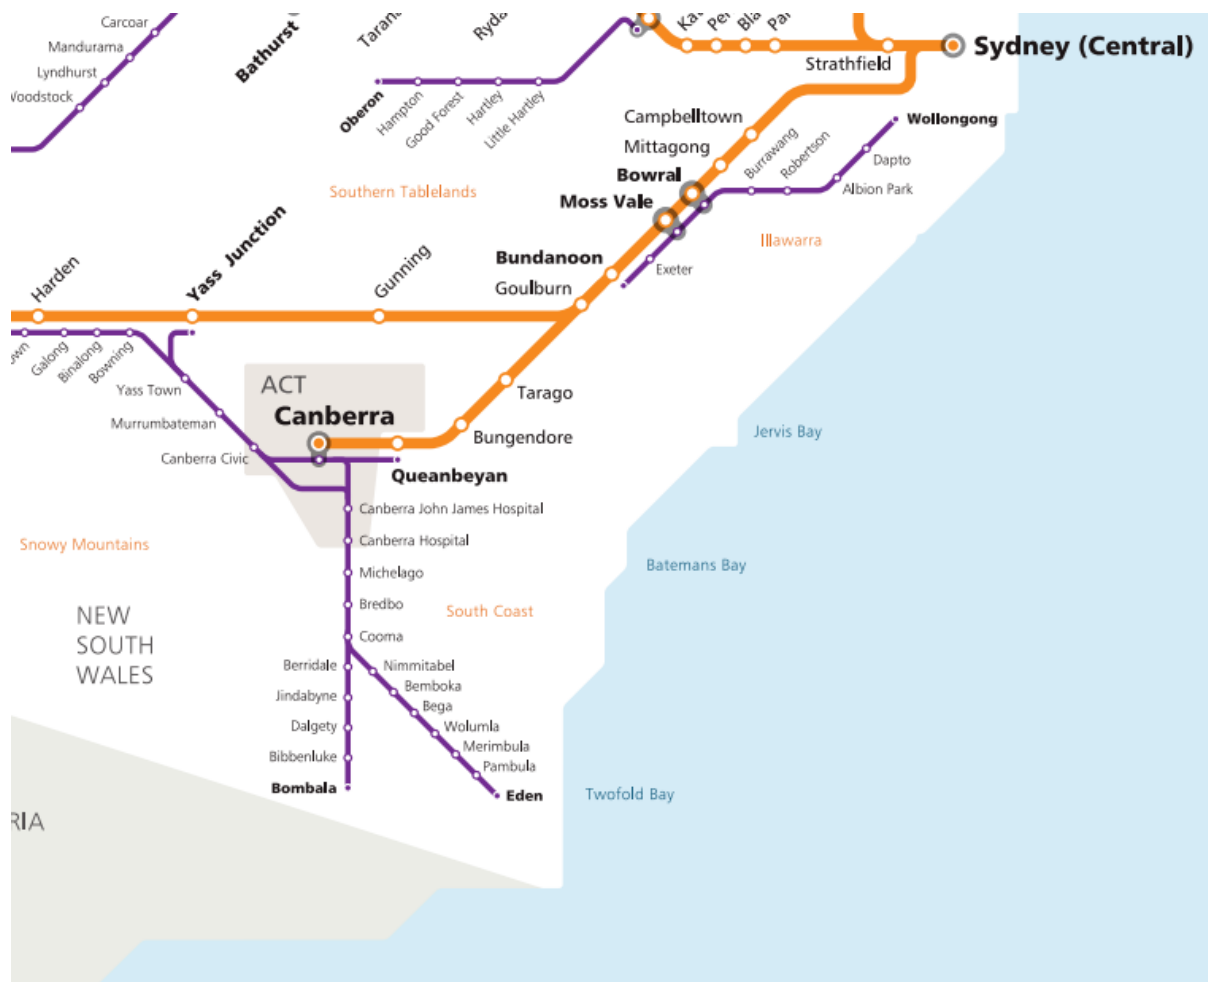 Carcoar
Mandurama
Lyndhurst
Woodstock
Bathurst
Oberon
Hampton
Good Forest
Hartley
Little Hartley
Sydney (Central)
Strathfield
Campbelltown
Mittagong
Bowral
Moss Vale
Burrawang
Robertson
Wollongong
Dapto
Albion Park
Southern Tablelands
Illawarra
Exeter
Bundanoon
Goulburn
Harden
Yass Junction
Gunning
Galong
Binalong
Bowning
Yass Town
Murrumbateman
Canberra Civic
ACT
Canberra
Tarago
Bungendore
Queanbeyan
Jervis Bay
Canberra John James Hospital
Canberra Hospital
Snowy Mountains
Michelago
Batemans Bay
Bredbo
South Coast
NEW
SOUTH
WALES
Cooma
Berridale
Nimmitabel
Jindabyne
Bemboka
Bega
Dalgety
Wolumla
Bibbenluke
Merimbula
Pambula
Bombala
Eden
Twofold Bay
RIA